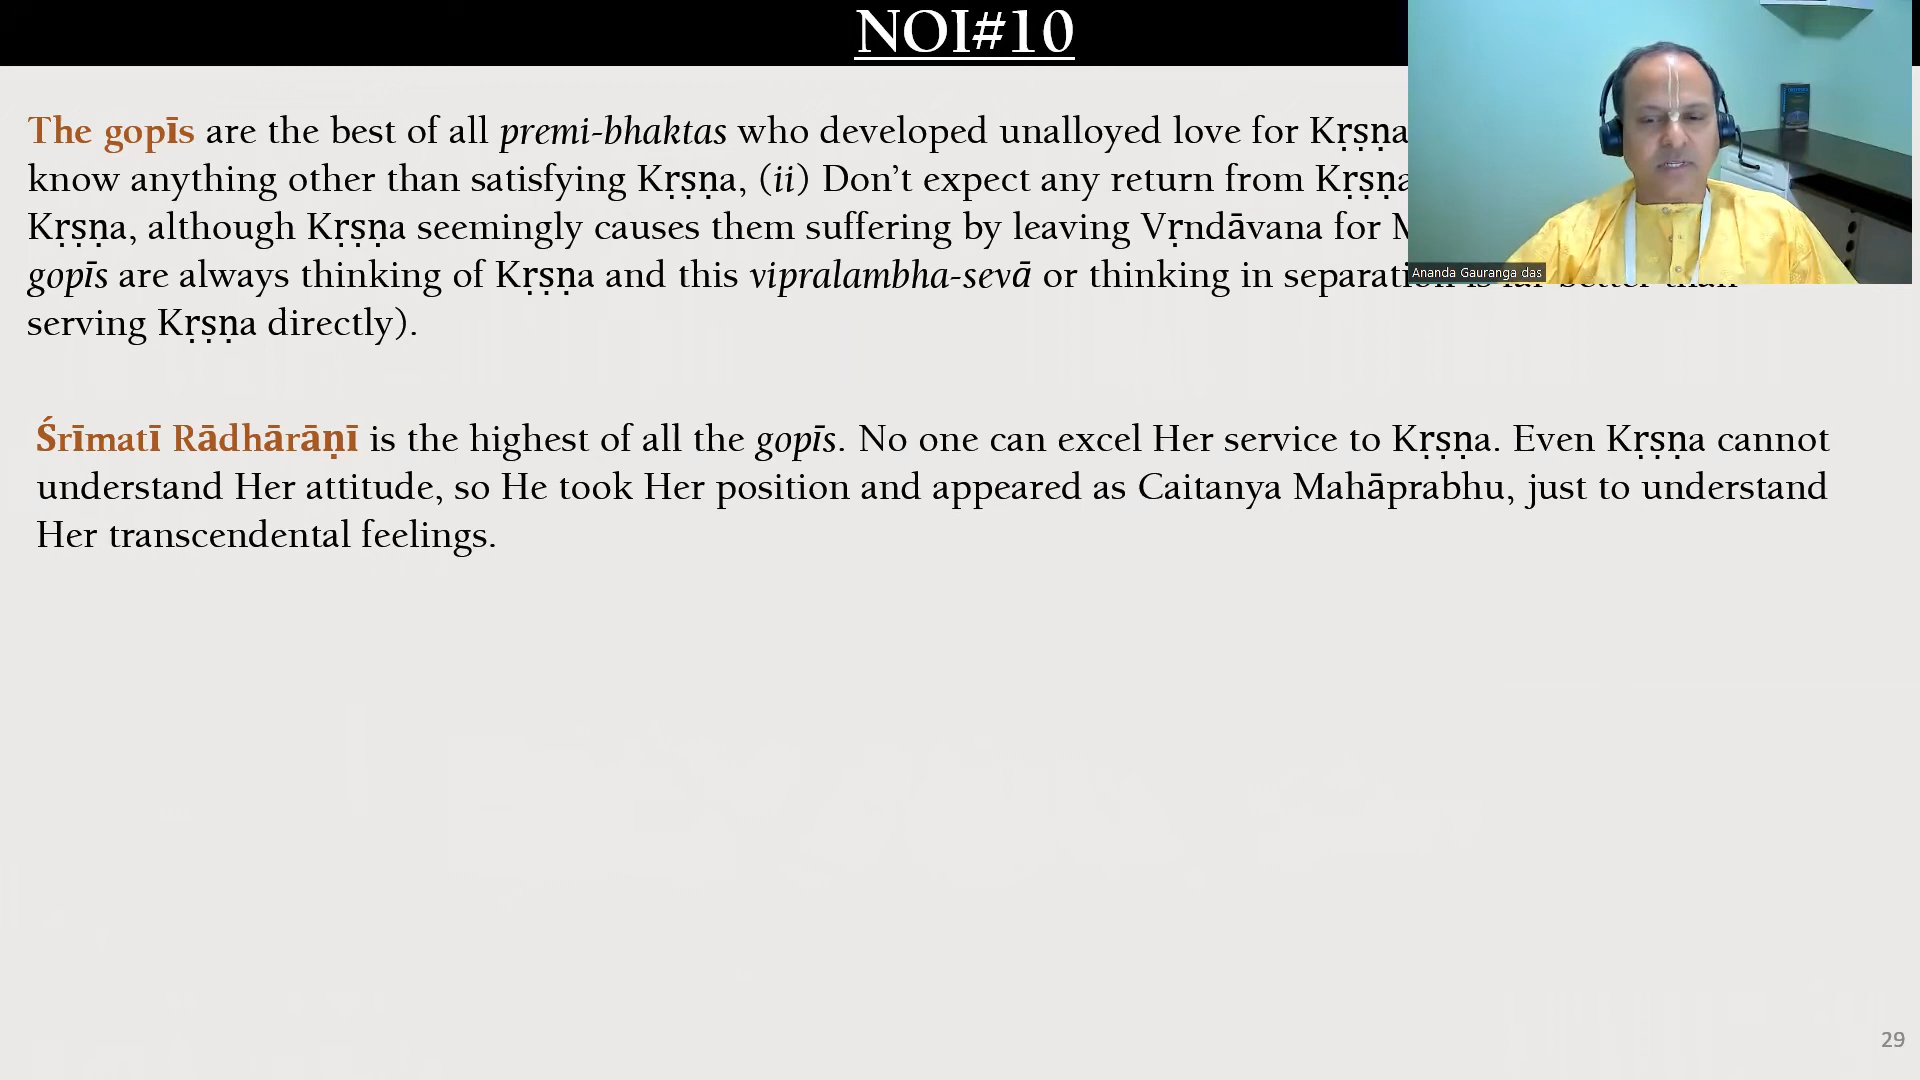 NOI#10
The gopīs are the best of all premi-bhaktas who developed unalloyed love for Kṛṣṇa
know anything other than satisfying Kṛṣṇa, (ii) Don’t expect any return from Kṛṣṇa
Kṛṣṇa, although Kṛṣṇa seemingly causes them suffering by leaving Vṛndāvana for
gopīs are always thinking of Kṛṣṇa and this vipralambha-sevā or thinking in separation is far better than
serving Kṛṣṇa directly).
Śrīmatī Rādhārāṇī is the highest of all the gopīs. No one can excel Her service to Kṛṣṇa. Even Kṛṣṇa cannot
understand Her attitude, so He took Her position and appeared as Caitanya Mahāprabhu, just to understand
Her transcendental feelings.
Ananda Gauranga das
29